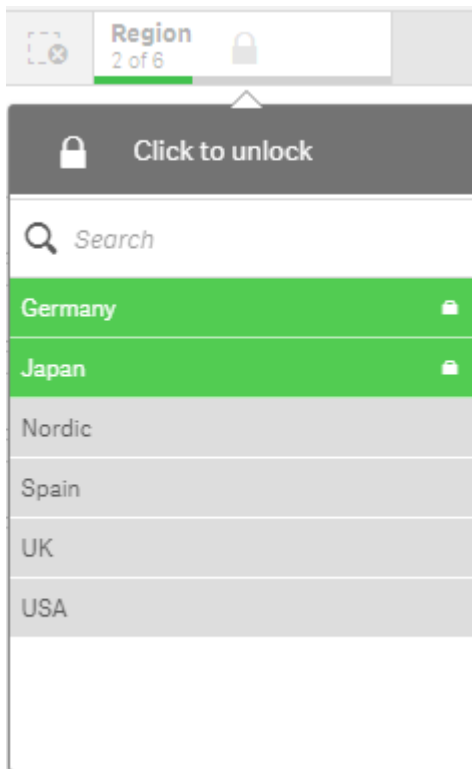 Region
2 of 6
Click to unlock
Search
Germany
Japan
Nordic
Spain
UK
USA